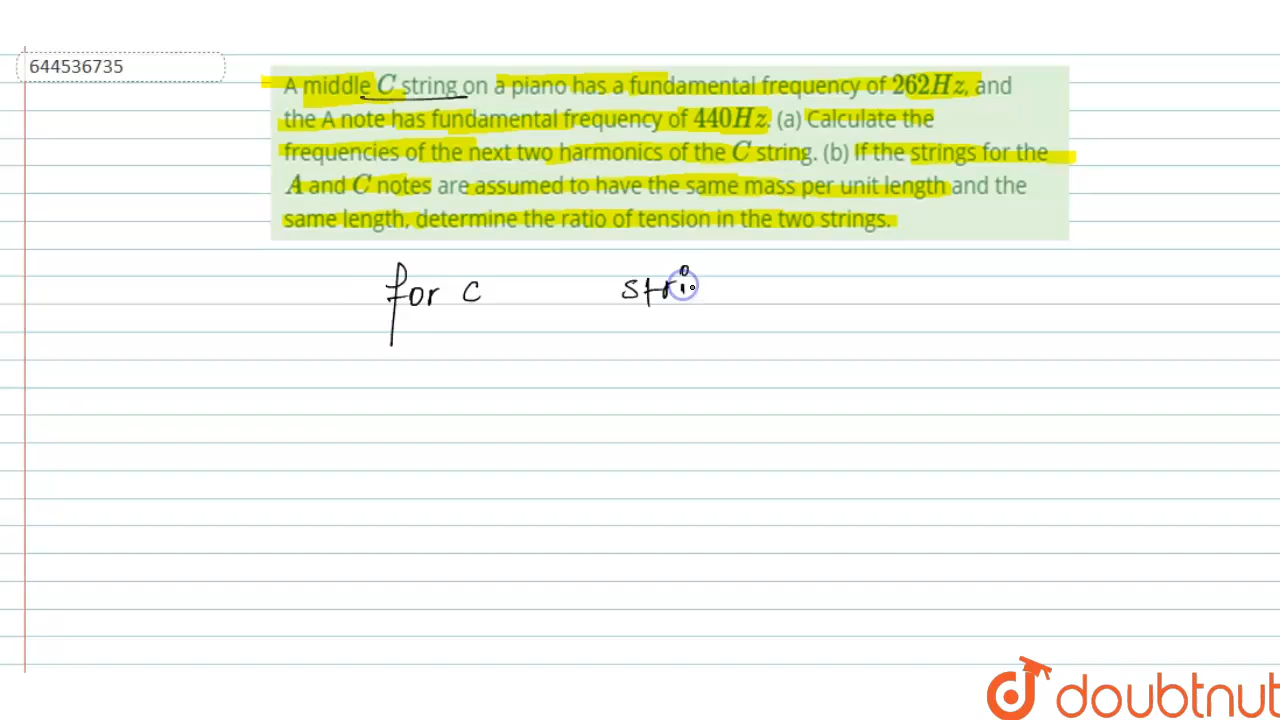 644536735
A middle C string on a piano has a fundamental frequency of 262Hz, and
the A note has fundamental frequency of 440Hz. (a) Calculate the
frequencies of the next two harmonics of the C string. (b) If the strings for the
A and C notes are assumed to have the same mass per unit length and the
same length, determine the ratio of tension in the two strings.
for c stri
doubtnut